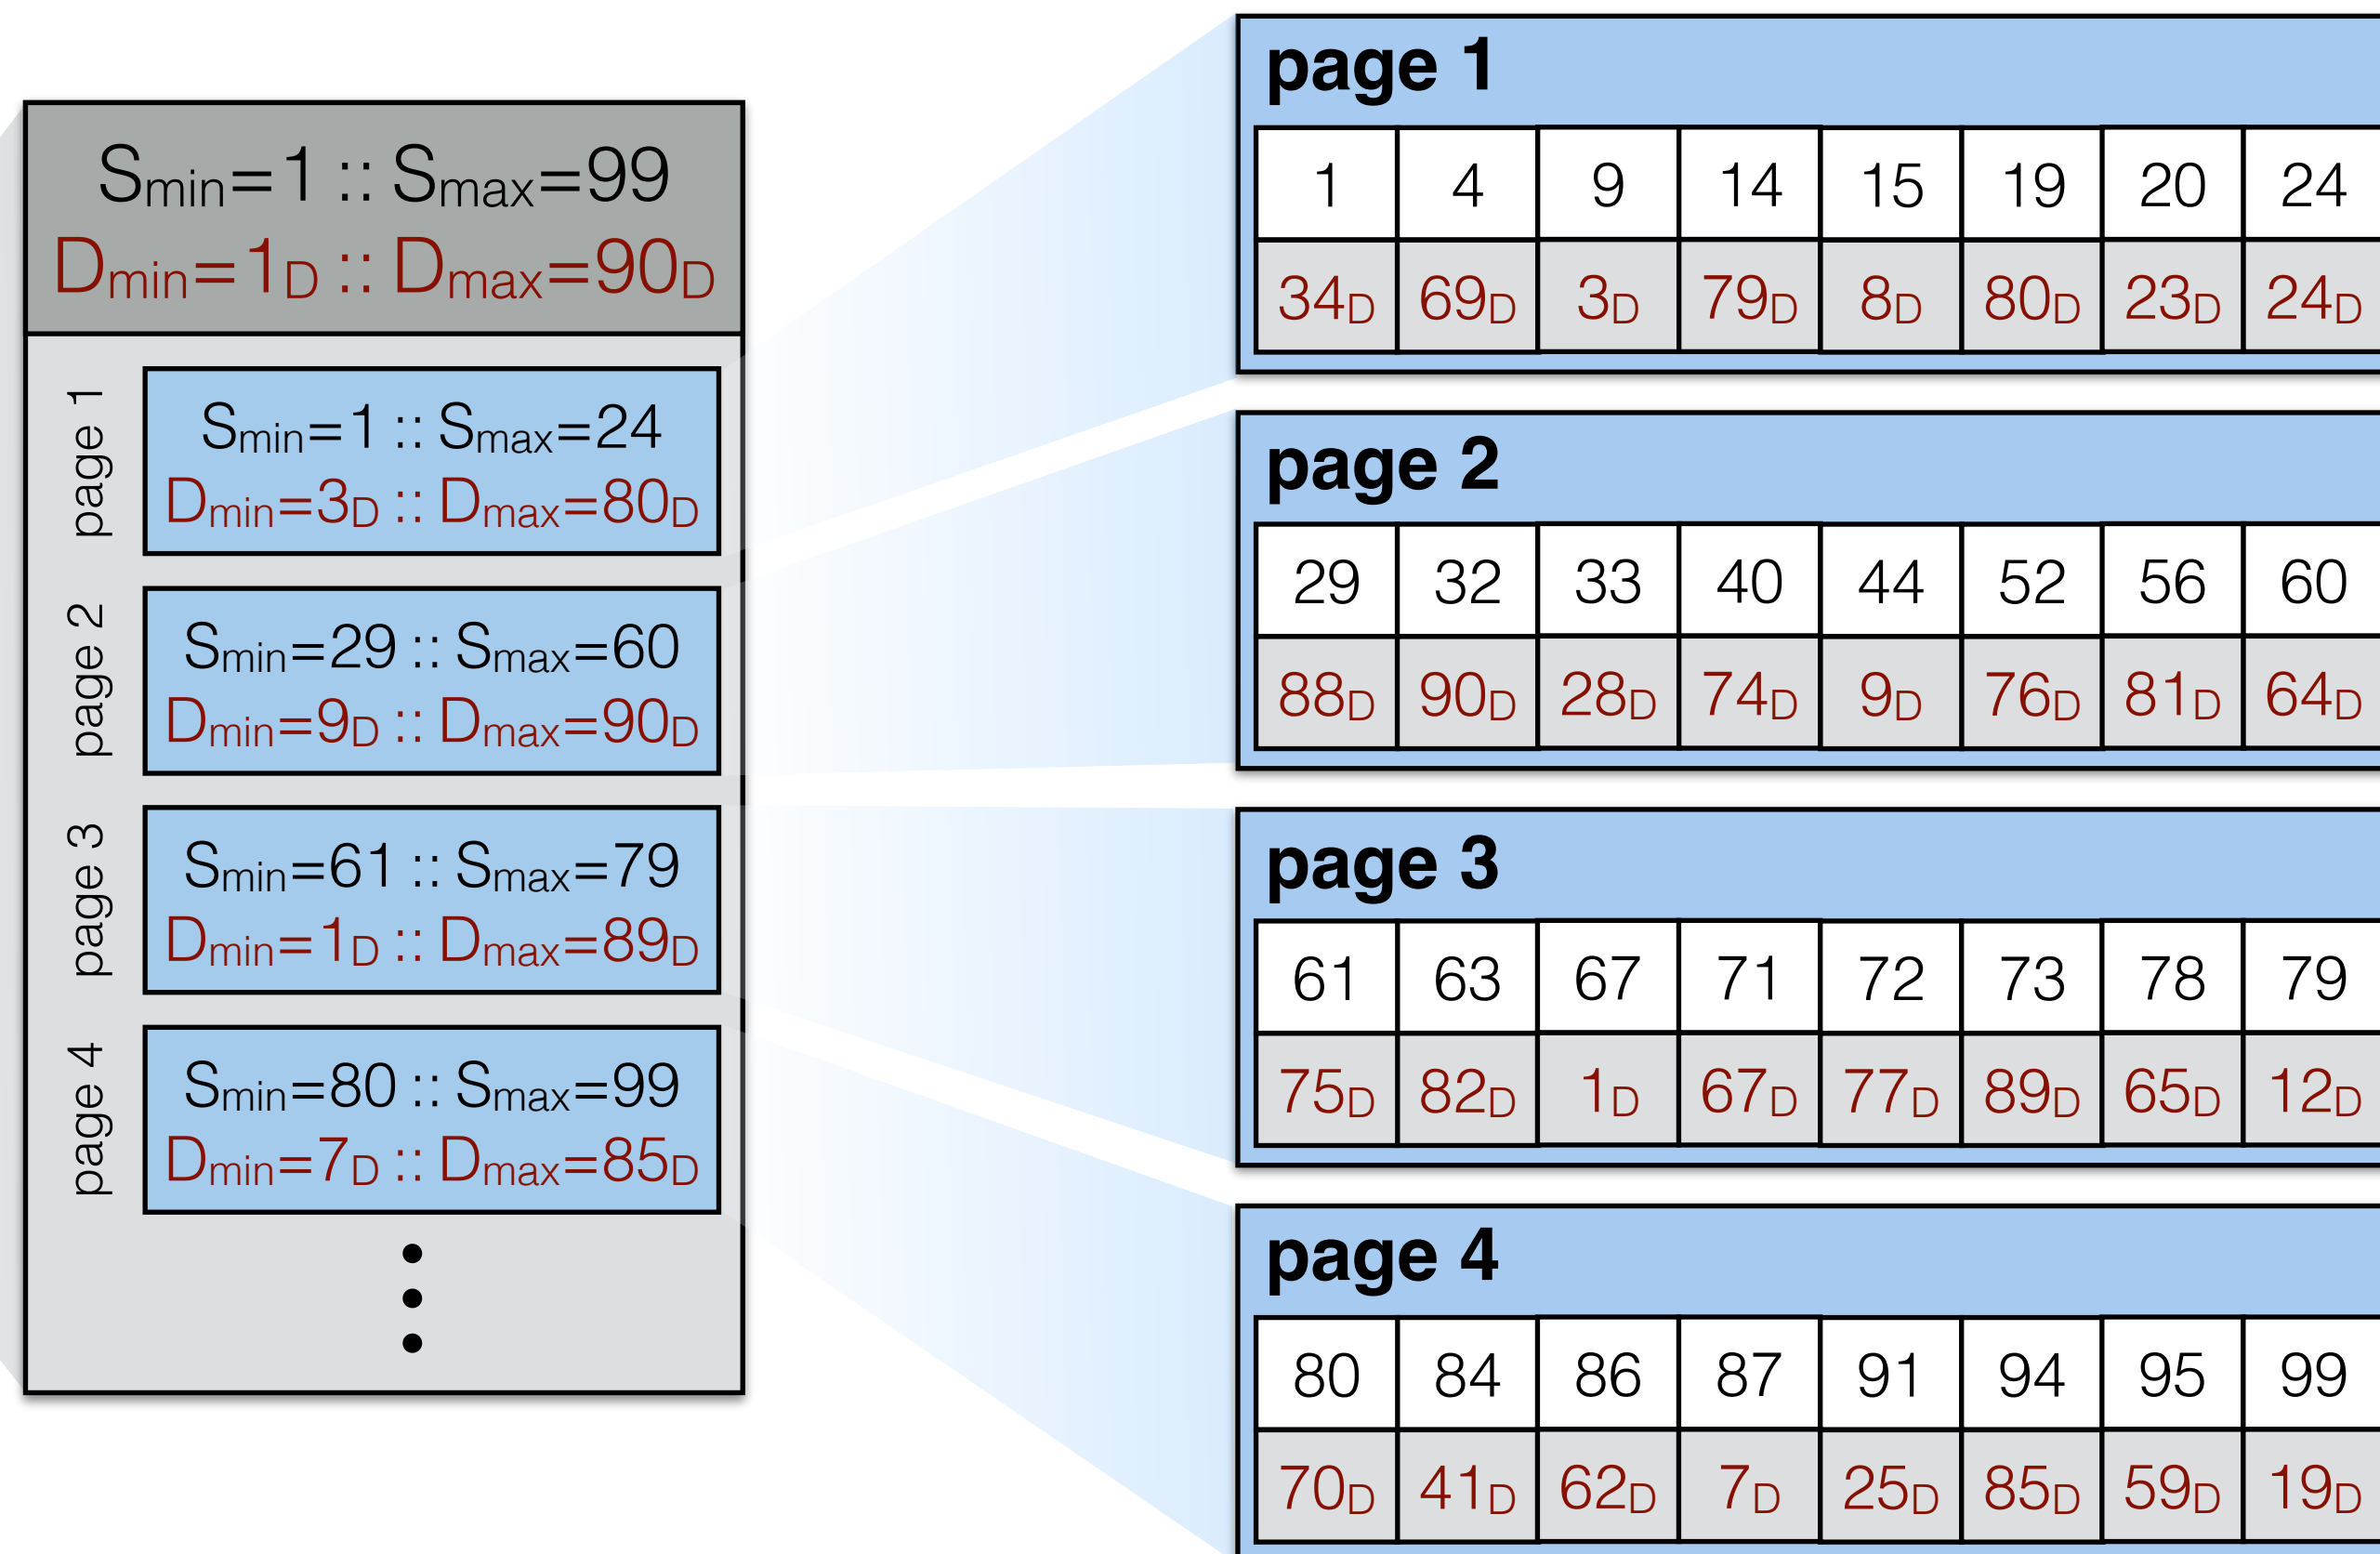 Smin=1 :: Smax=99
Dmin=1D :: Dmax=90D
page 1
Smin=1 :: Smax=24
Dmin=3D :: Dmax=80D
page 2
Smin=29 :: Smax=60
Dmin=9D :: Dmax=90D
page 3
Smin=61 :: Smax=79
Dmin=1D :: Dmax=89D
page 4
Smin=80 :: Smax=99
Dmin=7D :: Dmax=85D
page 1
1 4 9 14 15 19 20 24
34D 69D 3D 79D 8D 80D 23D 24D
page 2
29 32 33 40 44 52 56 60
88D 90D 28D 74D 9D 76D 81D 64D
page 3
61 63 67 71 72 73 78 79
75D 82D 1D 67D 77D 89D 65D 12D
page 4
80 84 86 87 91 94 95 99
70D 41D 62D 7D 25D 85D 59D 19D